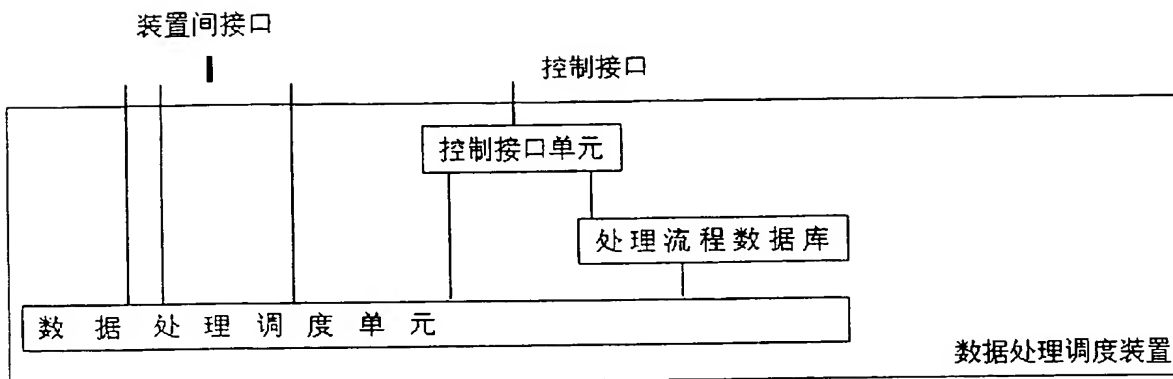 装置间接口
控制接口
控制接口单元
处理流程数据库
数据处理调度单元
数据处理调度装置